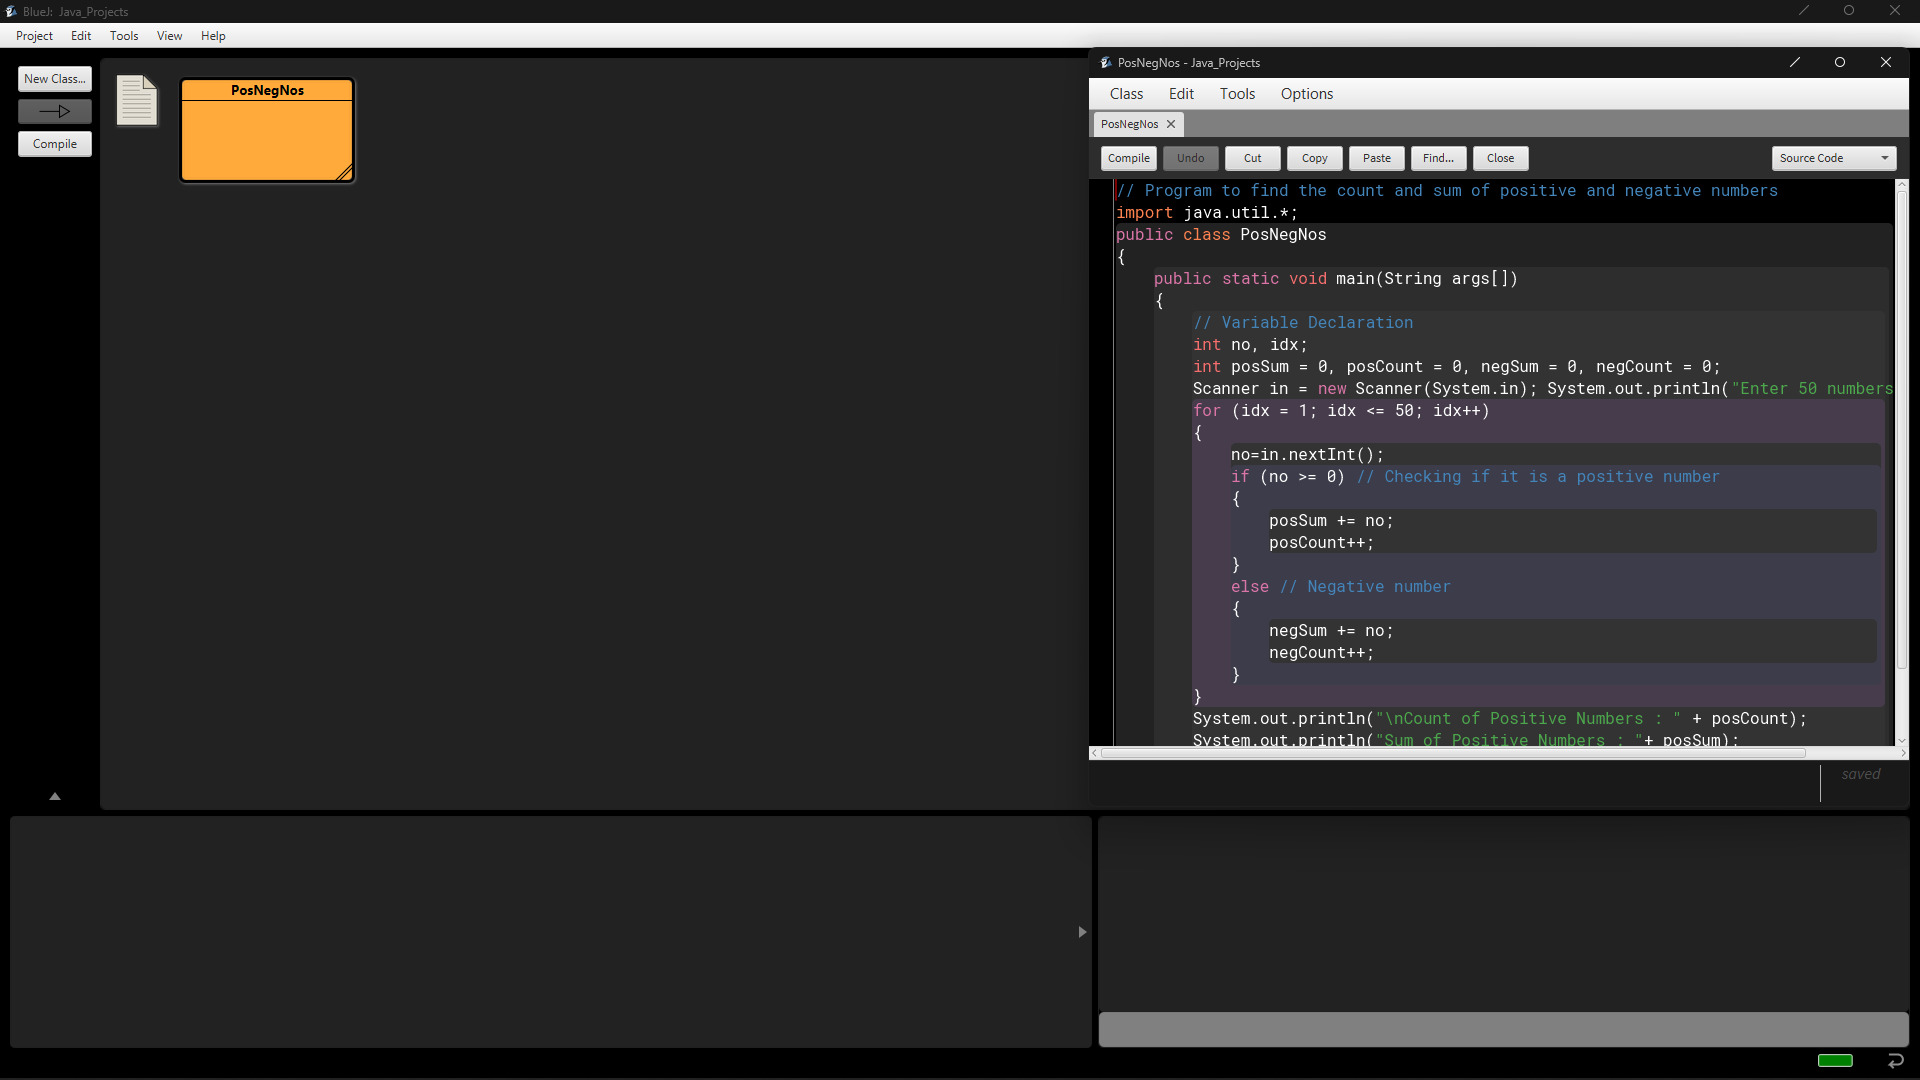 BlueJ: Java_Projects
Project Edit Tools View Help
New Class...
Compile
PosNegNos
PosNegNos - Java_Projects
Class Edit Tools Options
PosNegNos
Compile Undo Cut Copy Paste Find... Close Source Code
// Program to find the count and sum of positive and negative numbers
import java.util.*;
public class PosNegNos
{
public static void main(String args[])
{
// Variable Declaration
int no, idx;
int posSum = 0, posCount = 0, negSum = 0, negCount = 0;
Scanner in = new Scanner(System.in); System.out.println("Enter 50 numbers
for (idx = 1; idx <= 50; idx++)
{
no=in.nextInt();
if (no >= 0) // Checking if it is a positive number
{
posSum += no;
posCount++;
}
else // Negative number
{
negSum += no;
negCount++;
}
}
System.out.println("\nCount of Positive Numbers : " + posCount);
System.out.println("Sum of Positive Numbers : "+ posSum);
saved